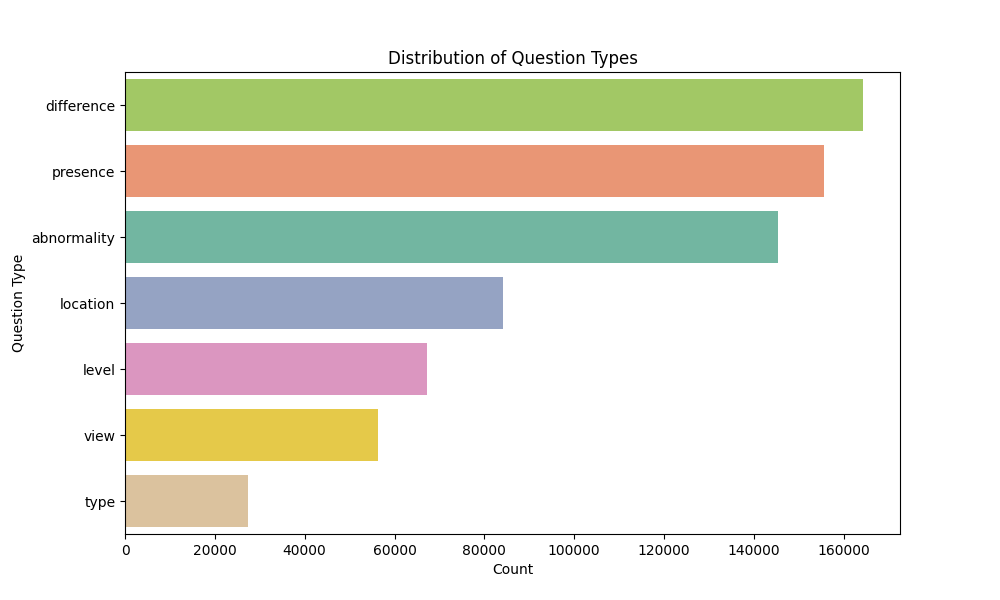 Distribution of Question Types
Question Type
difference
presence
abnormality
location
level
view
type
0 20000 40000 60000 80000 100000 120000 140000 160000
Count